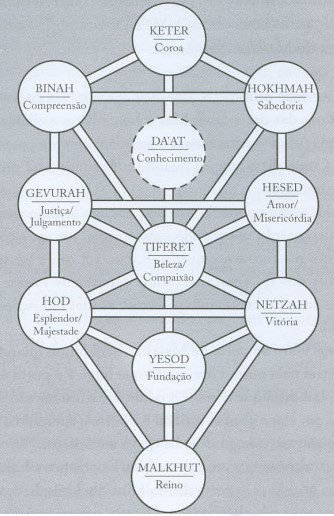 KETER
Coroa
BINAH
Compreensão
HOKHMAH
Sabedoria
DA'AT
Conhecimento
GEVURAH
Justiça/
Julgamento
HESED
Amor/
Misericórdia
TIFERET
Beleza/
Compaixão
HOD
Esplendor/
Majestade
NETZAH
Vitória
YESOD
Fundação
MALKHUT
Reino